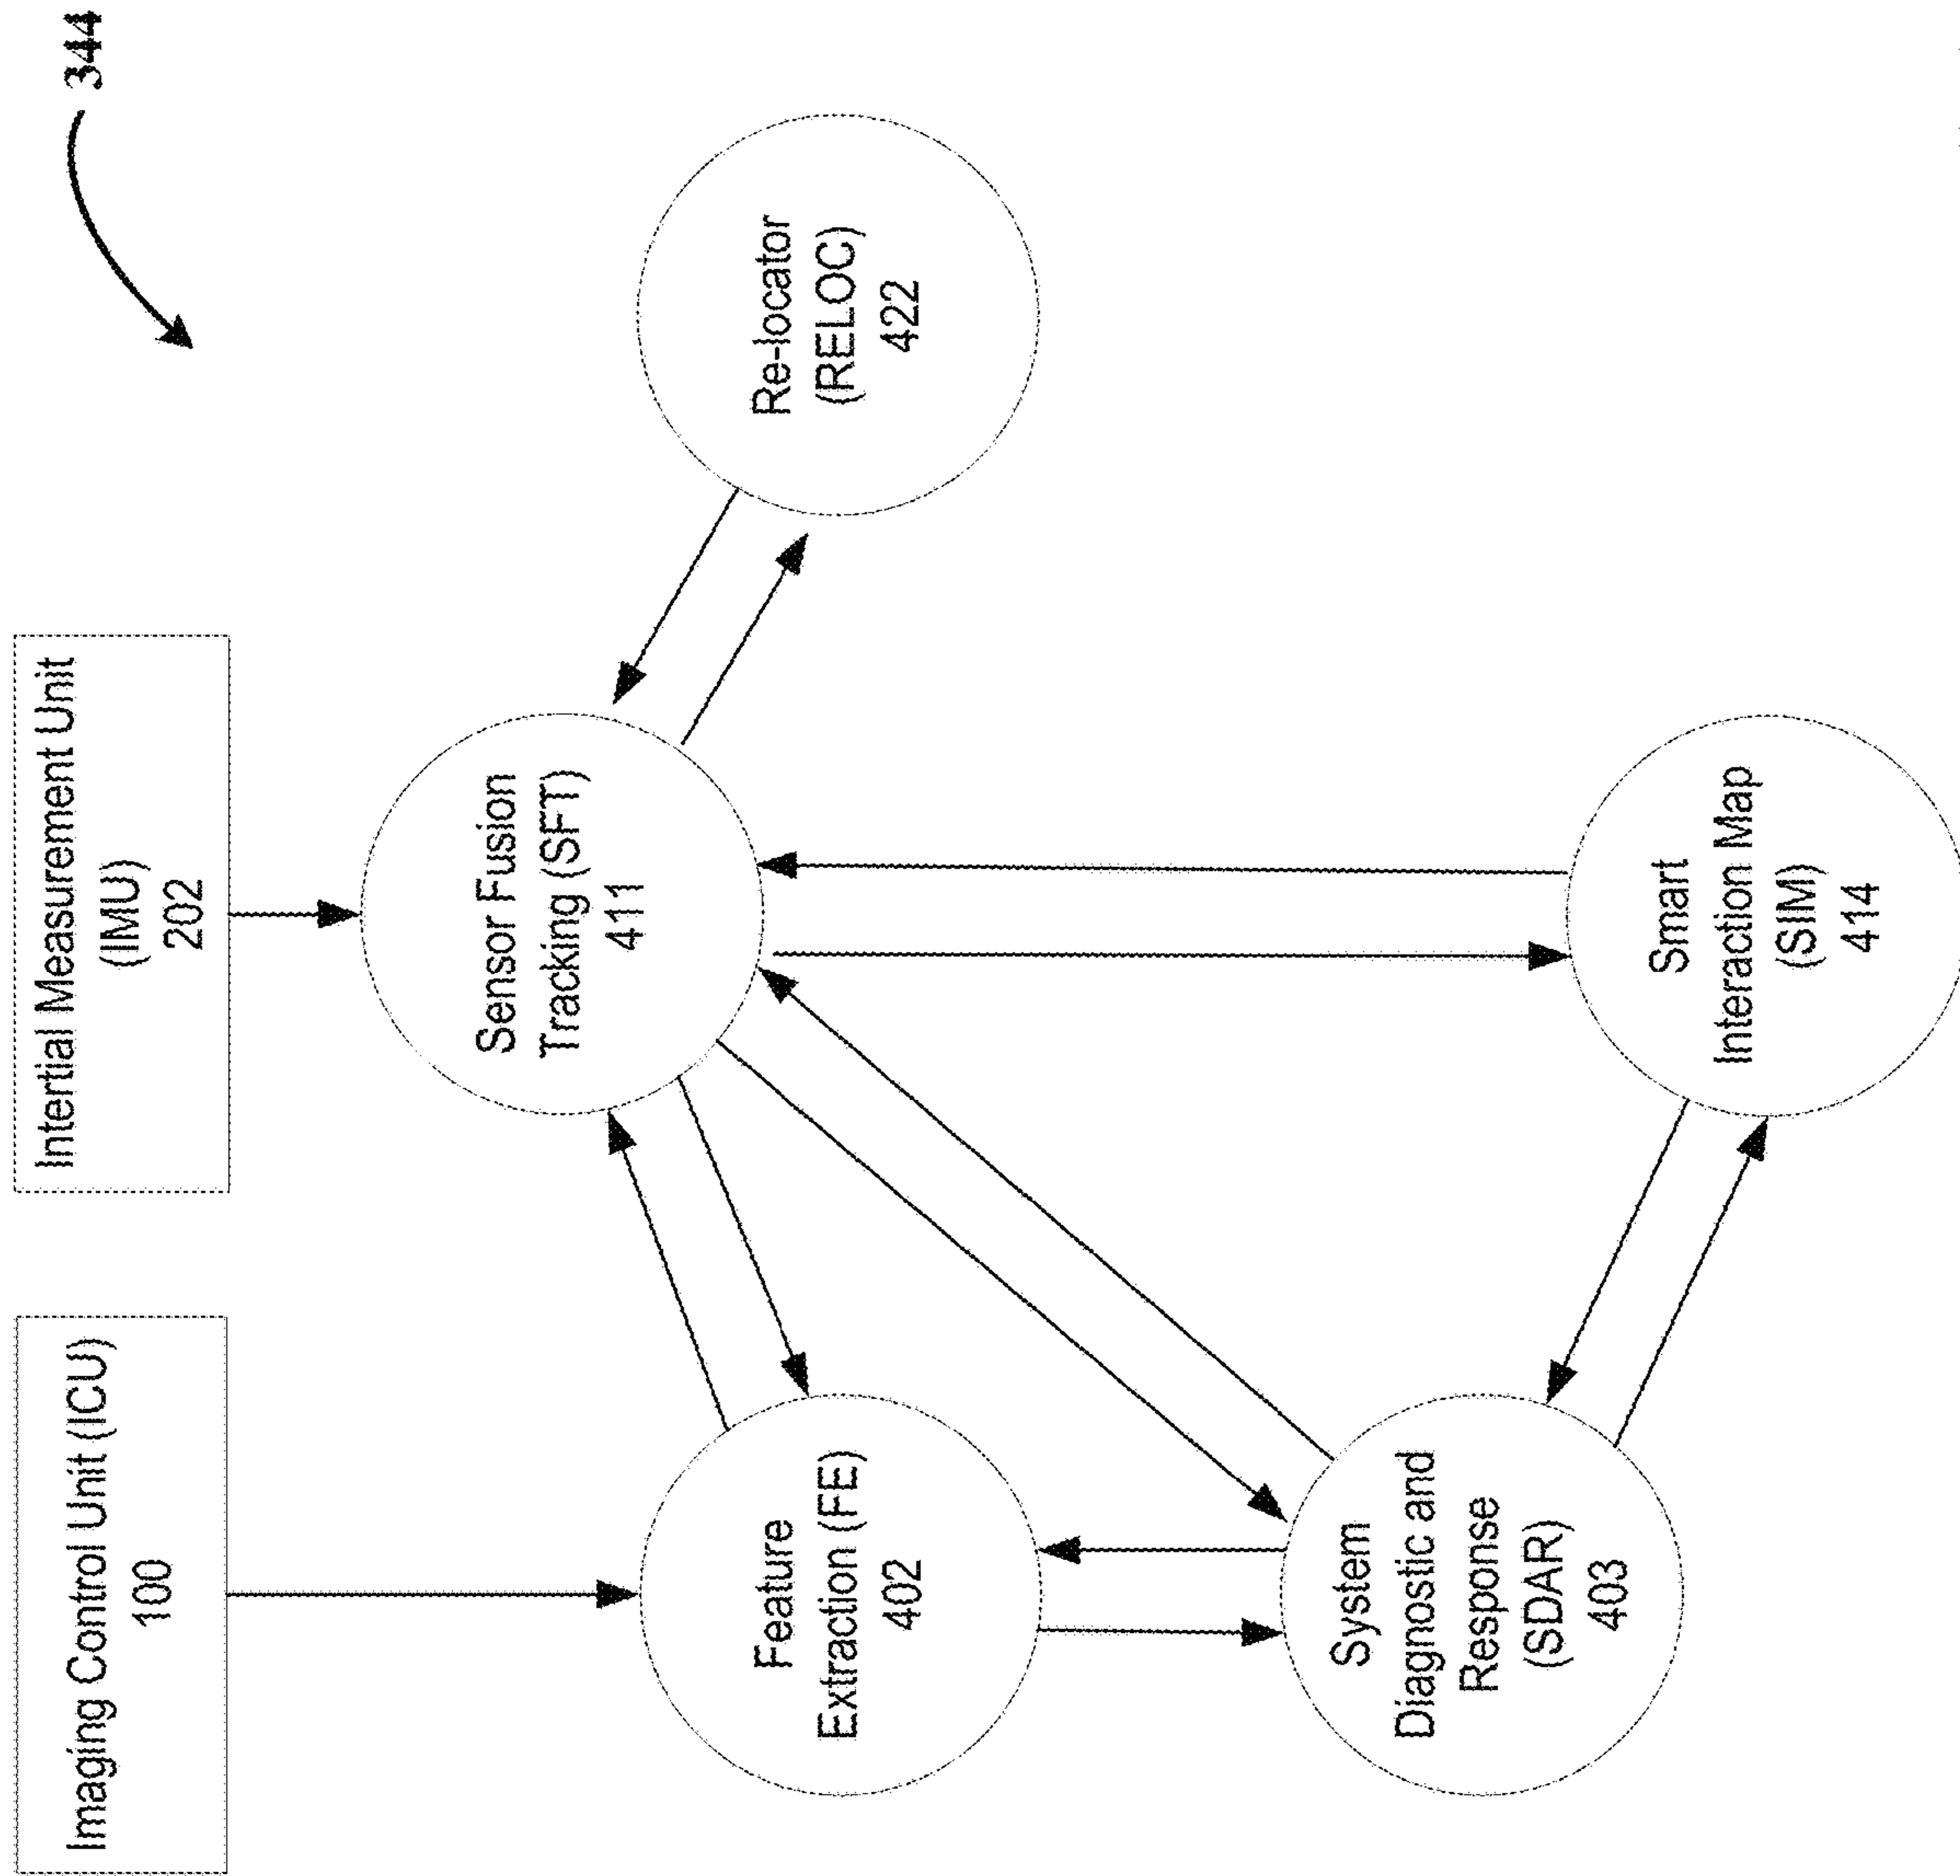 344
Imaging Control Unit (ICU)
100
Intertial Measurement Unit
(IMU)
202
Feature
Extraction (FE)
402
Sensor Fusion
Tracking (SFT)
411
Re-locator
(RELOC)
422
System
Diagnostic and
Response
(SDAR)
403
Smart
Interaction Map
(SIM)
414